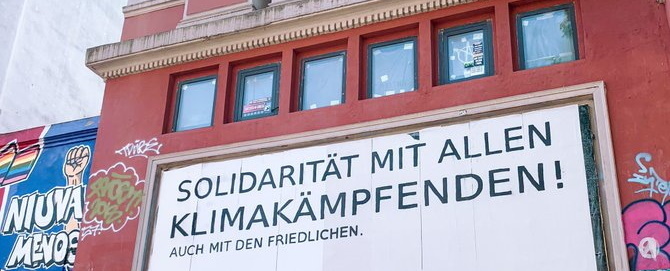 SOLIDARITÄT MIT ALLEN
KLIMAKÄMPFENDEN!
AUCH MIT DEN FRIEDLICHEN.
NIUVA
MENOS